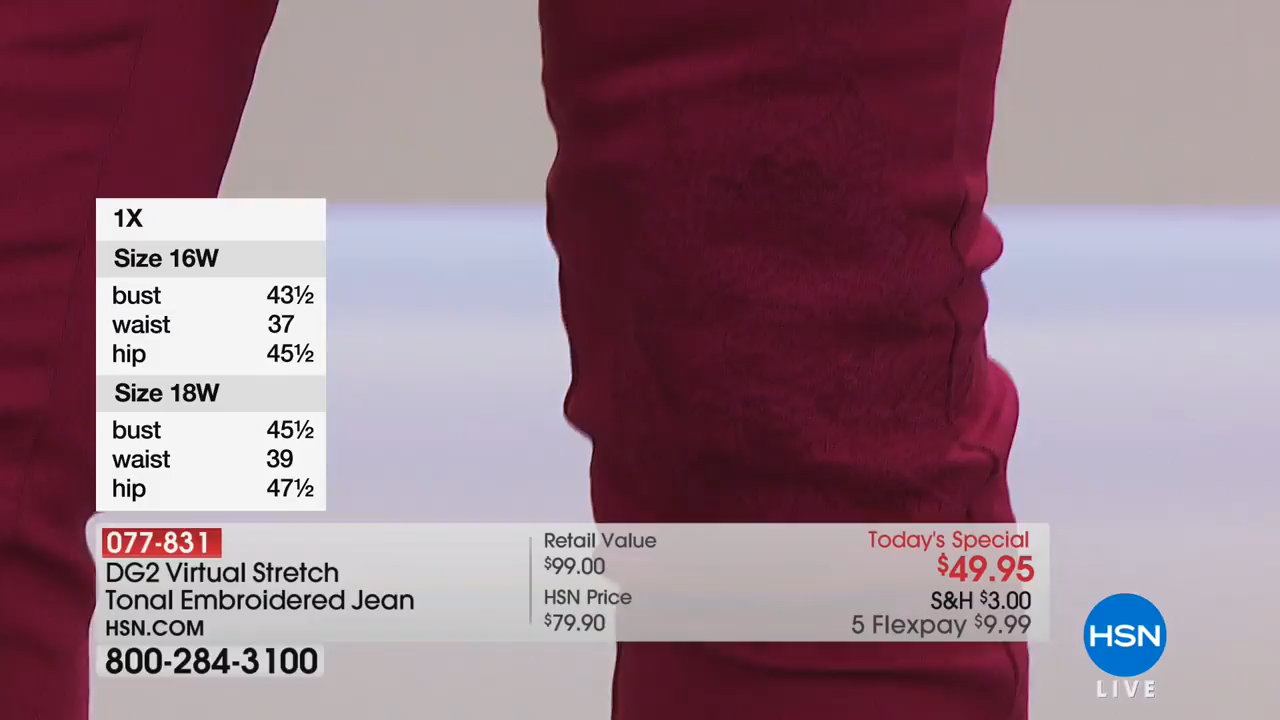 1X
Size 16W
bust 43½
waist 37
hip 45½
Size 18W
bust 45½
waist 39
hip 47½
077-831
DG2 Virtual Stretch
Tonal Embroidered Jean
HSN.COM
800-284-3100
Retail Value
$99.00
HSN Price
$79.90
Today's Special
$49.95
S&H $3.00
5 Flexpay $9.99
HSN
LIVE